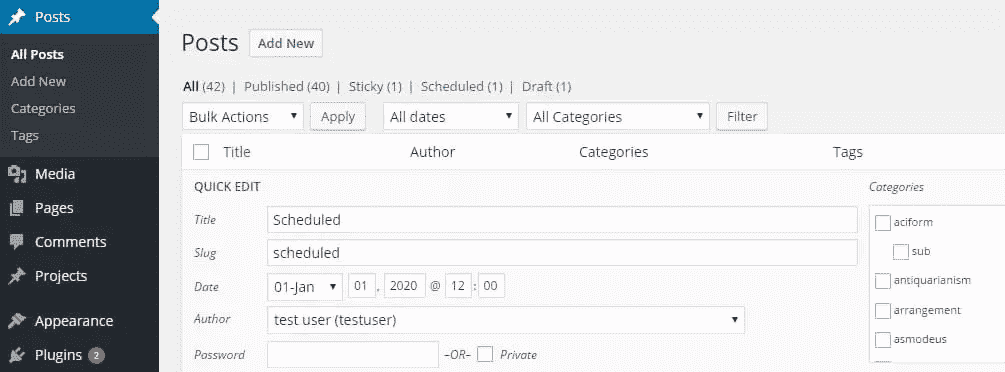 Posts
All Posts
Add New
Categories
Tags
Media
Pages
Comments
Projects
Appearance
Plugins 2
Posts Add New
All (42) | Published (40) | Sticky (1) | Scheduled (1) | Draft (1)
Bulk Actions Apply All dates All Categories Filter
Title Author Categories Tags
QUICK EDIT
Title Scheduled
Slug scheduled
Date 01-Jan 01 , 2020 @ 12 : 00
Author test user (testuser)
Password –OR– Private
Categories
aciform
sub
antiquarianism
arrangement
asmodeus